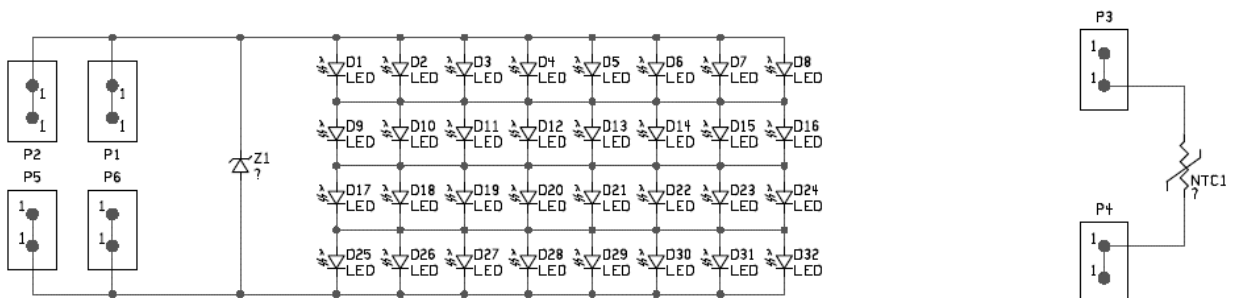 P3
1
1
D1 D2 D3 D4 D5 D6 D7 D8
LED LED LED LED LED LED LED LED
1 1
1 1
P2 P1
D9 D10 D11 D12 D13 D14 D15 D16
LED LED LED LED LED LED LED LED
Z1
?
P5 P6
NTC1
?
D17 D18 D19 D20 D21 D22 D23 D24
LED LED LED LED LED LED LED LED
1 1
1 1
P4
1
1
D25 D26 D27 D28 D29 D30 D31 D32
LED LED LED LED LED LED LED LED